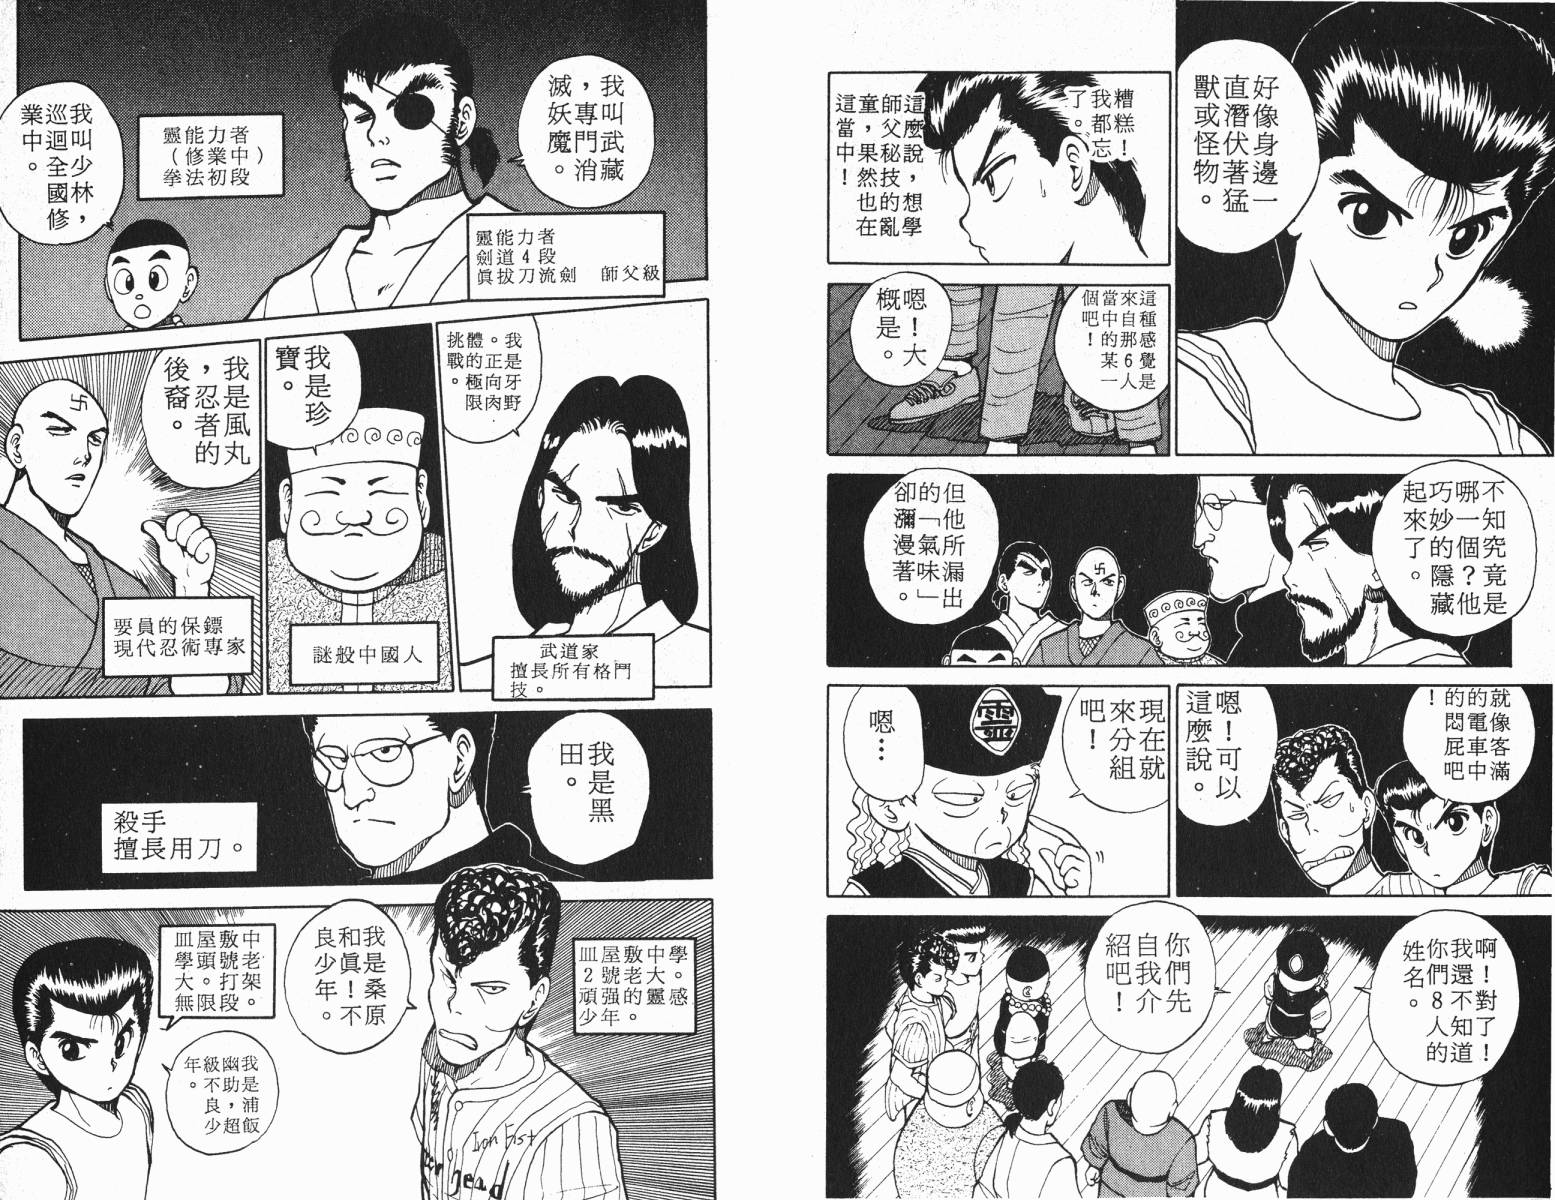 好像身邊一
直潛伏著猛
獸或怪物。
糟糕！
我都忘
了。
這麼說，想學
師父秘技的亂
童，果然也在
這當中！
這種感覺是
來自那6人
當中的某一
個吧！
嗯！大
概是。
不知究竟是
哪一個？他
巧妙的隱藏
起來了。
但他所漏出
的「氣味」
卻瀰漫著。
就像客滿
的電車中
的悶屁吧
！
嗯！可以
這麼說。
現在就
來分組
吧！
嗯…
靈
啊！對了！
我還不知道
你們8人的
姓名。
你們先
自我介
紹吧！
我叫武藏
，專門消
滅妖魔。
靈能力者
劍道4段
眞拔刀流劍　師父級
靈能力者
（修業中）
拳法初段
我叫少林，
巡迴全國修
業中。
我是牙野
。正向肉
體的極限
挑戰。
武道家
擅長所有格鬥
技。
我是珍
寶。
謎般中國人
我是風丸
，忍者的
後裔。
卐
要員的保鏢
現代忍術專家
我是黑
田。
殺手
擅長用刀。
皿屋敷中學。
2號老大感
頑强的靈
少年。
我是桑原
和眞！不
良少年。
皿屋敷中
學頭號老
大。打架
無限段。
我是浦飯
幽助，超
級不良少
年。
Iron Fist